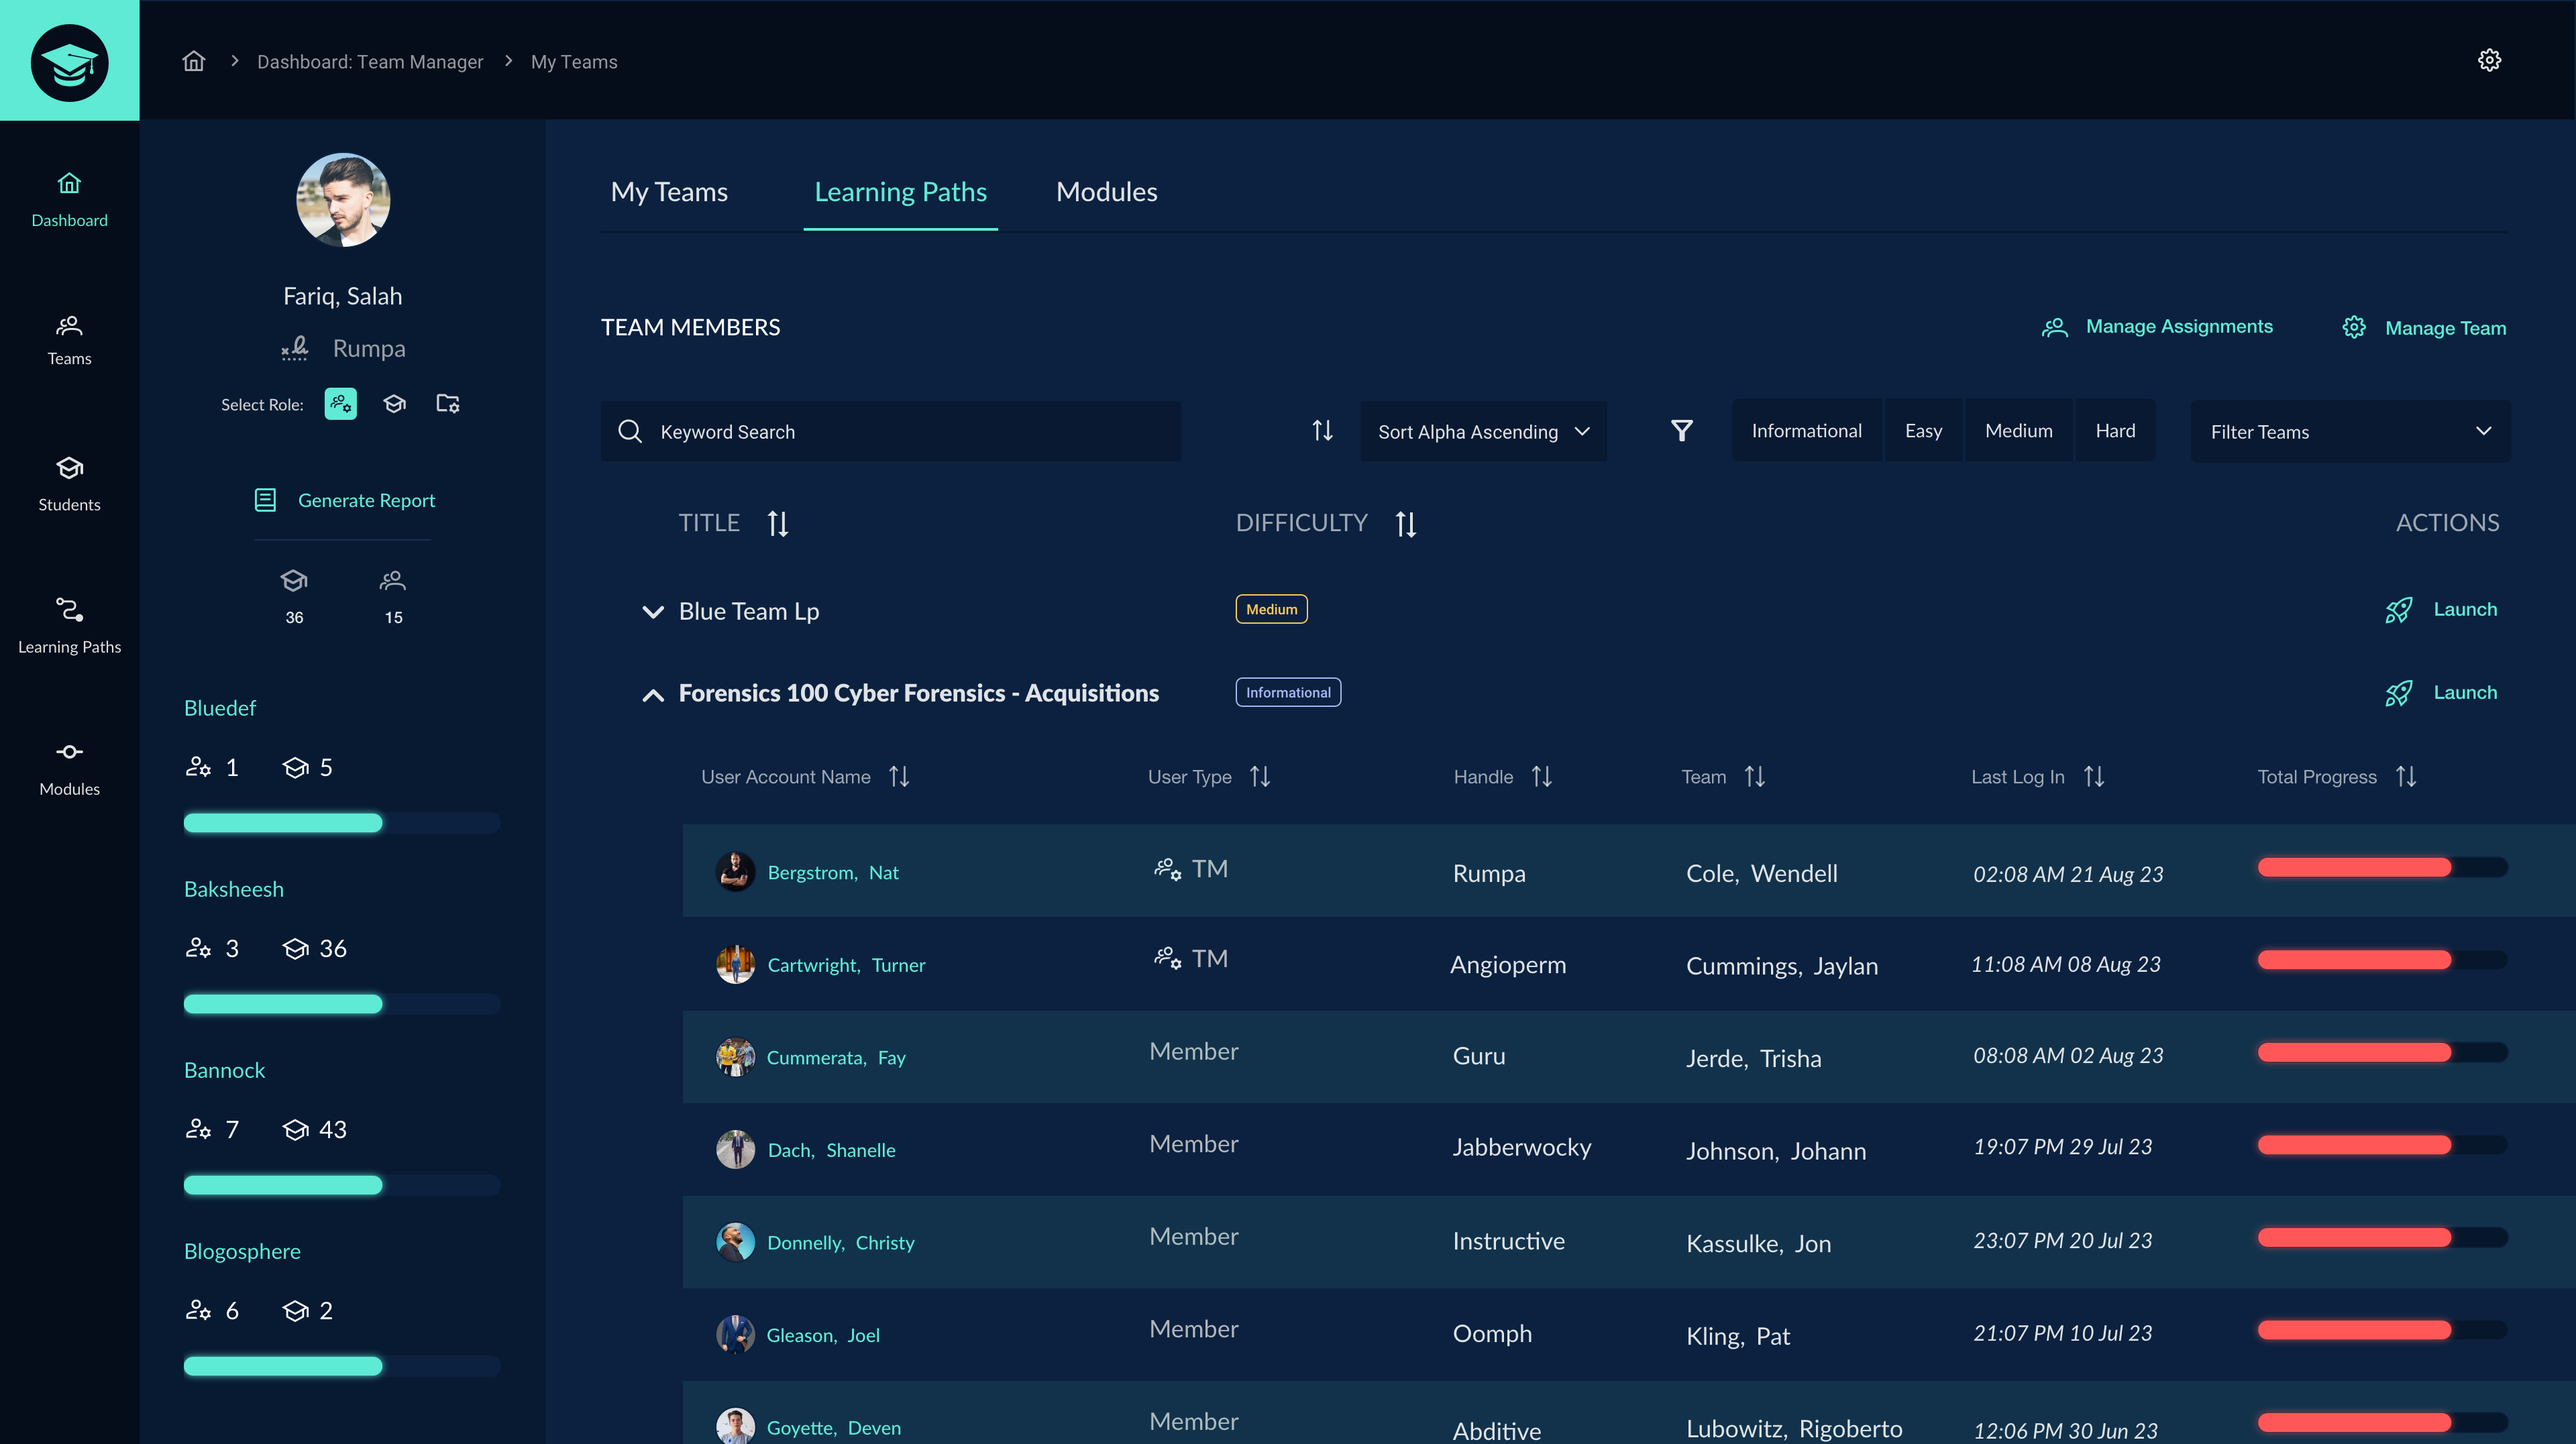 Dashboard: Team Manager
My Teams
Dashboard
Teams
Students
Learning Paths
Modules
Fariq, Salah
Rumpa
Select Role:
Generate Report
36
15
Bluedef
1
5
Baksheesh
3
36
Bannock
7
43
Blogosphere
6
2
My Teams
Learning Paths
Modules
TEAM MEMBERS
Manage Assignments
Manage Team
Keyword Search
Sort Alpha Ascending
Informational
Easy
Medium
Hard
Filter Teams
TITLE
DIFFICULTY
ACTIONS
Blue Team Lp
Medium
Launch
Forensics 100 Cyber Forensics - Acquisitions
Informational
Launch
User Account Name
User Type
Handle
Team
Last Log In
Total Progress
Bergstrom, Nat
TM
Rumpa
Cole, Wendell
02:08 AM 21 Aug 23
Cartwright, Turner
TM
Angioperm
Cummings, Jaylan
11:08 AM 08 Aug 23
Cummerata, Fay
Member
Guru
Jerde, Trisha
08:08 AM 02 Aug 23
Dach, Shanelle
Member
Jabberwocky
Johnson, Johann
19:07 PM 29 Jul 23
Donnelly, Christy
Member
Instructive
Kassulke, Jon
23:07 PM 20 Jul 23
Gleason, Joel
Member
Oomph
Kling, Pat
21:07 PM 10 Jul 23
Goyette, Deven
Member
Abditive
Lubowitz, Rigoberto
12:06 PM 30 Jun 23